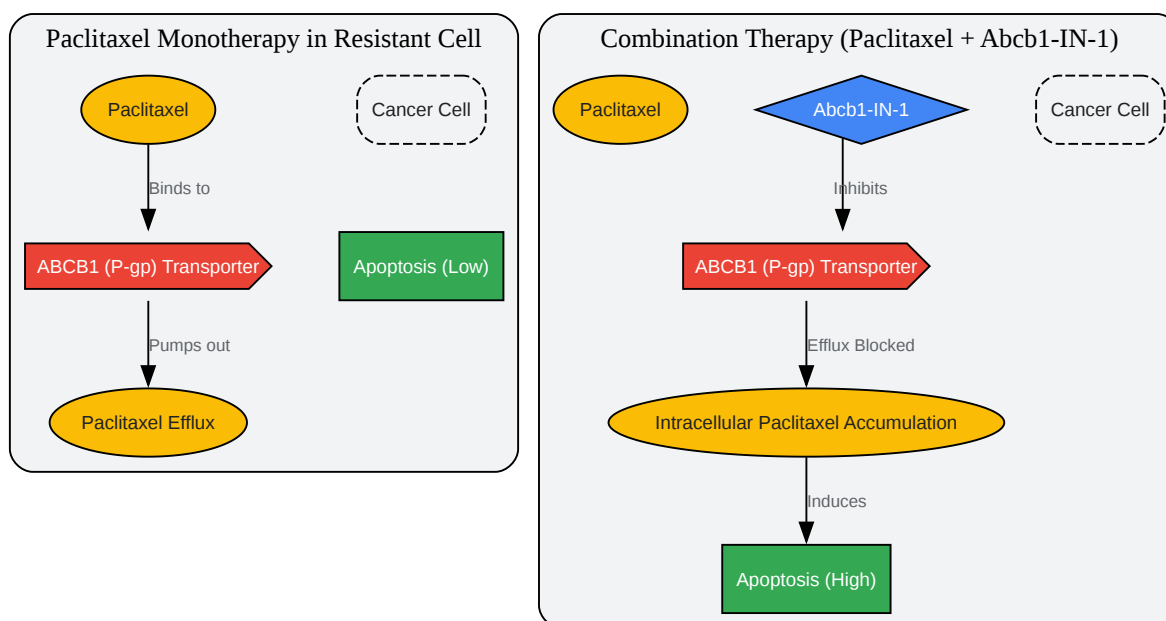 Paclitaxel Monotherapy in Resistant Cell
Paclitaxel
Cancer Cell
Binds to
ABCB1 (P-gp) Transporter
Apoptosis (Low)
Pumps out
Paclitaxel Efflux
Combination Therapy (Paclitaxel + Abcb1-IN-1)
Paclitaxel
Abcb1-IN-1
Cancer Cell
Inhibits
ABCB1 (P-gp) Transporter
Efflux Blocked
Intracellular Paclitaxel Accumulation
Induces
Apoptosis (High)